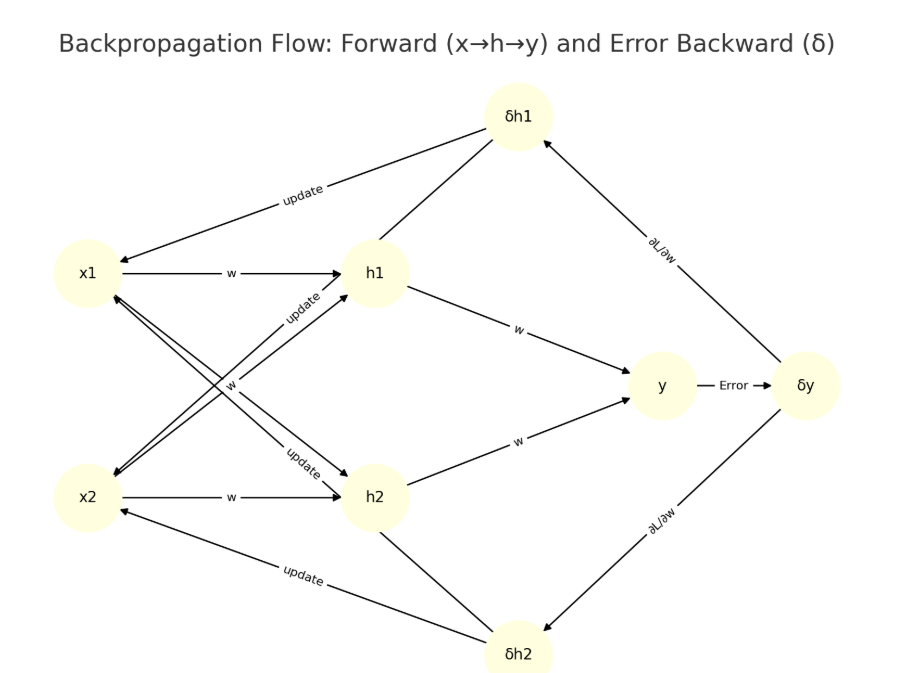 Backpropagation Flow: Forward (x→h→y) and Error Backward (δ)
δh1
update
∂L/∂w
x1
w
h1
update
w
w
y
Error
δy
w
update
x2
w
h2
∂L/∂w
update
δh2